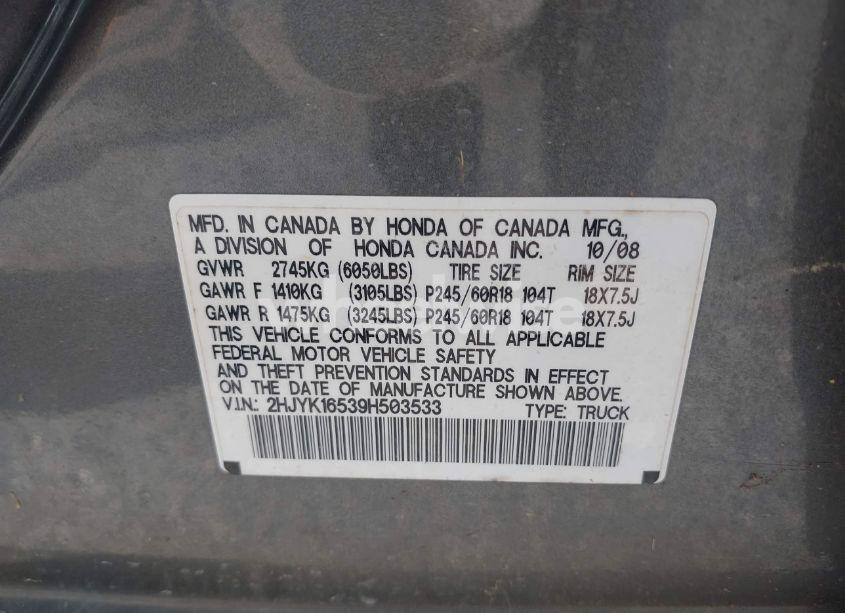 MFD. IN CANADA BY HONDA OF CANADA MFG.,
A DIVISION OF HONDA CANADA INC. 10/08
GVWR 2745KG (6050LBS) TIRE SIZE RIM SIZE
GAWR F 1410KG (3105LBS) P245/60R18 104T 18X7.5J
GAWR R 1475KG (3245LBS) P245/60R18 104T 18X7.5J
THIS VEHICLE CONFORMS TO ALL APPLICABLE
FEDERAL MOTOR VEHICLE SAFETY
AND THEFT PREVENTION STANDARDS IN EFFECT
ON THE DATE OF MANUFACTURE SHOWN ABOVE.
V.I.N.: 2HJYK16539H503533 TYPE: TRUCK